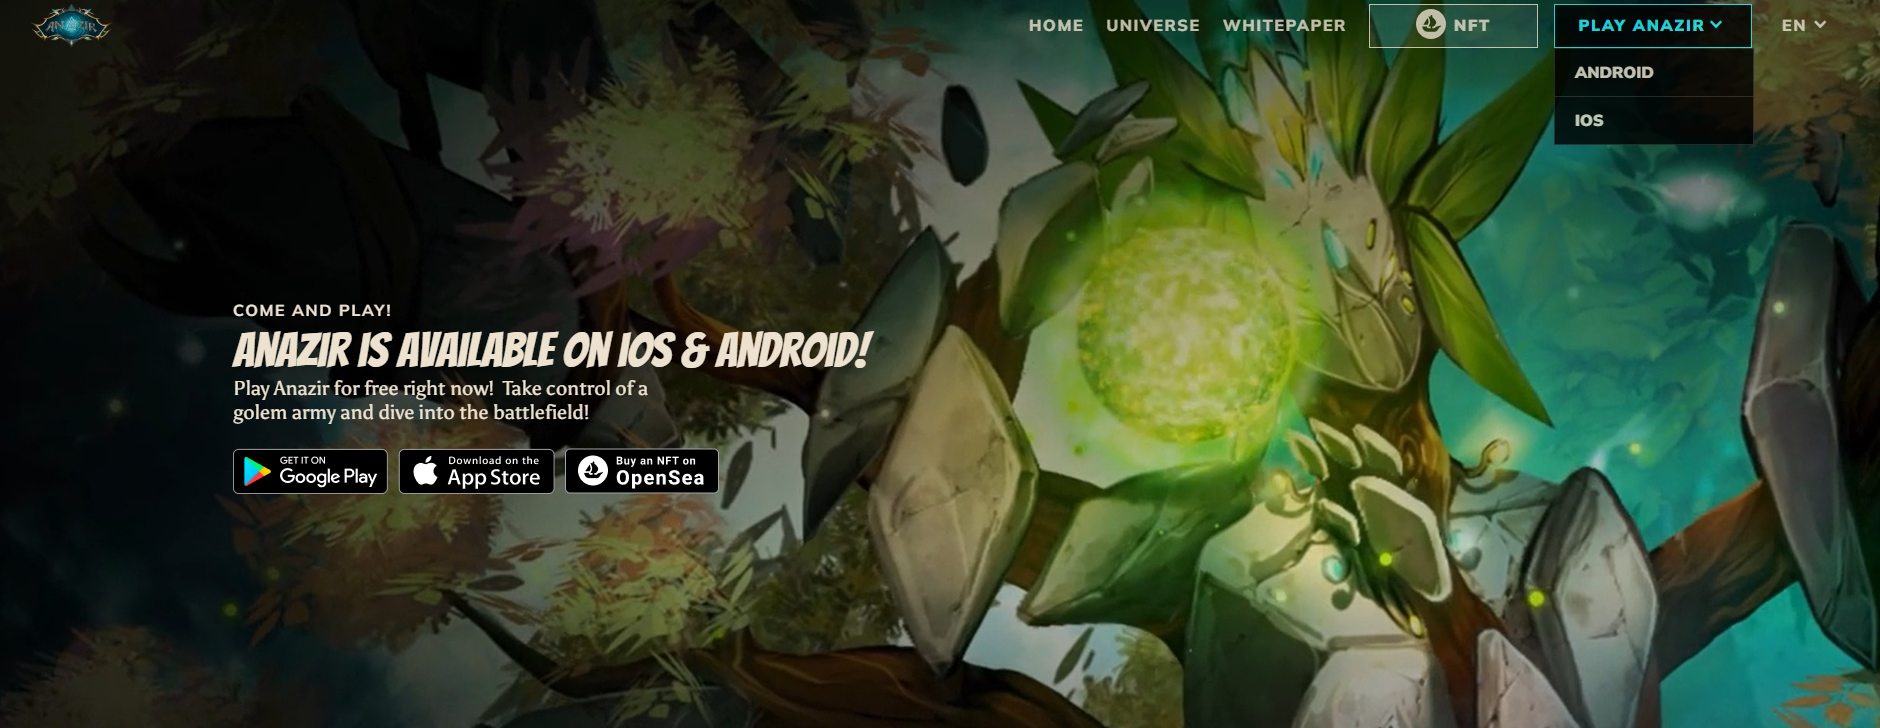 ANAZIR
HOME
UNIVERSE
WHITEPAPER
NFT
PLAY ANAZIR
EN
ANDROID
IOS
COME AND PLAY!
ANAZIR IS AVAILABLE ON IOS & ANDROID!
Play Anazir for free right now! Take control of a
golem army and dive into the battlefield!
GET IT ON
Google Play
Download on the
App Store
Buy an NFT on
OpenSea